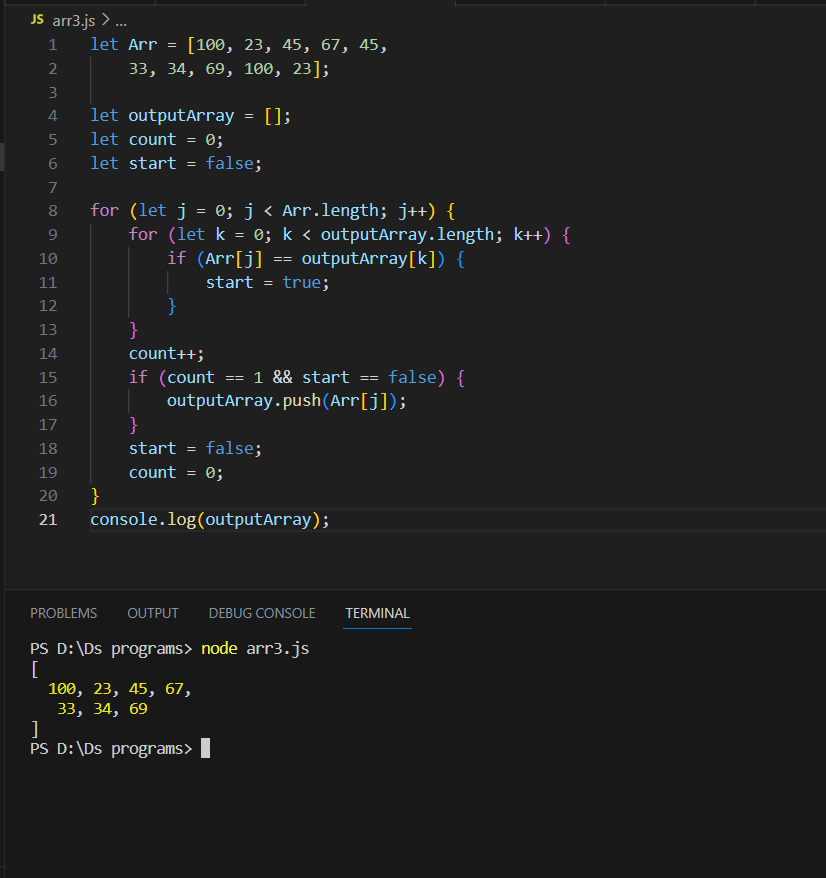 JS arr3.js > ...
1 let Arr = [100, 23, 45, 67, 45,
2     33, 34, 69, 100, 23];
3
4 let outputArray = [];
5 let count = 0;
6 let start = false;
7
8 for (let j = 0; j < Arr.length; j++) {
9     for (let k = 0; k < outputArray.length; k++) {
10         if (Arr[j] == outputArray[k]) {
11             start = true;
12         }
13     }
14     count++;
15     if (count == 1 && start == false) {
16         outputArray.push(Arr[j]);
17     }
18     start = false;
19     count = 0;
20 }
21 console.log(outputArray);
PROBLEMS OUTPUT DEBUG CONSOLE TERMINAL
PS D:\Ds programs> node arr3.js
[
  100, 23, 45, 67,
   33, 34, 69
]
PS D:\Ds programs>